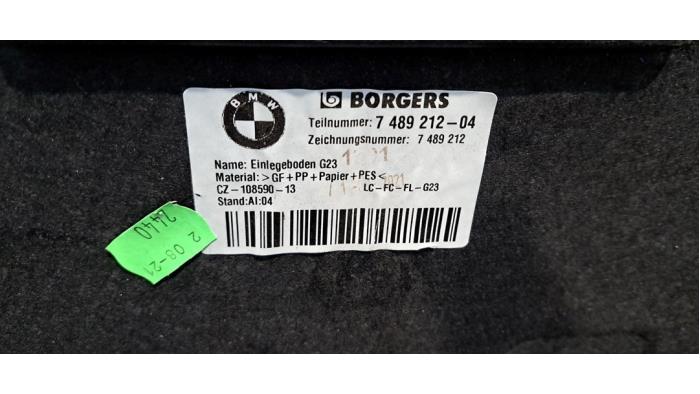 BMW
BORGERS
Teilnummer: 7 489 212-04
Zeichnungsnummer: 7 489 212
Name: Einlegeboden G23
Material: >GF+PP+Papier+PES<
CZ-108590-13 LC-FC-FL-G23
Stand:AI:04
2440
2 08-21